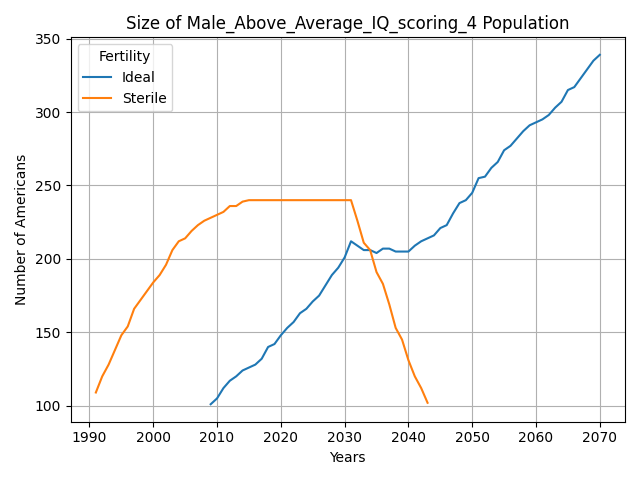 Size of Male_Above_Average_IQ_scoring_4 Population
Fertility
Ideal
Sterile
Number of Americans
350
300
250
200
150
100
1990 2000 2010 2020 2030 2040 2050 2060 2070
Years